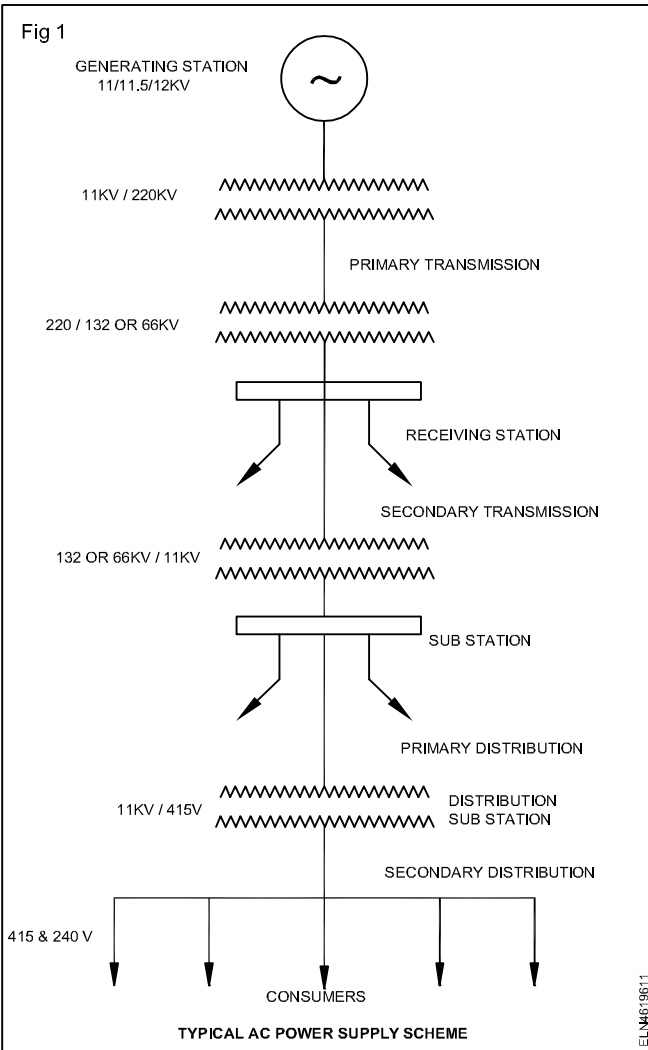 Fig 1
GENERATING STATION
11/11.5/12KV
~
11KV / 220KV
PRIMARY TRANSMISSION
220 / 132 OR 66KV
RECEIVING STATION
SECONDARY TRANSMISSION
132 OR 66KV / 11KV
SUB STATION
PRIMARY DISTRIBUTION
11KV / 415V
DISTRIBUTION
SUB STATION
SECONDARY DISTRIBUTION
415 & 240 V
CONSUMERS
TYPICAL AC POWER SUPPLY SCHEME
ELN4619611